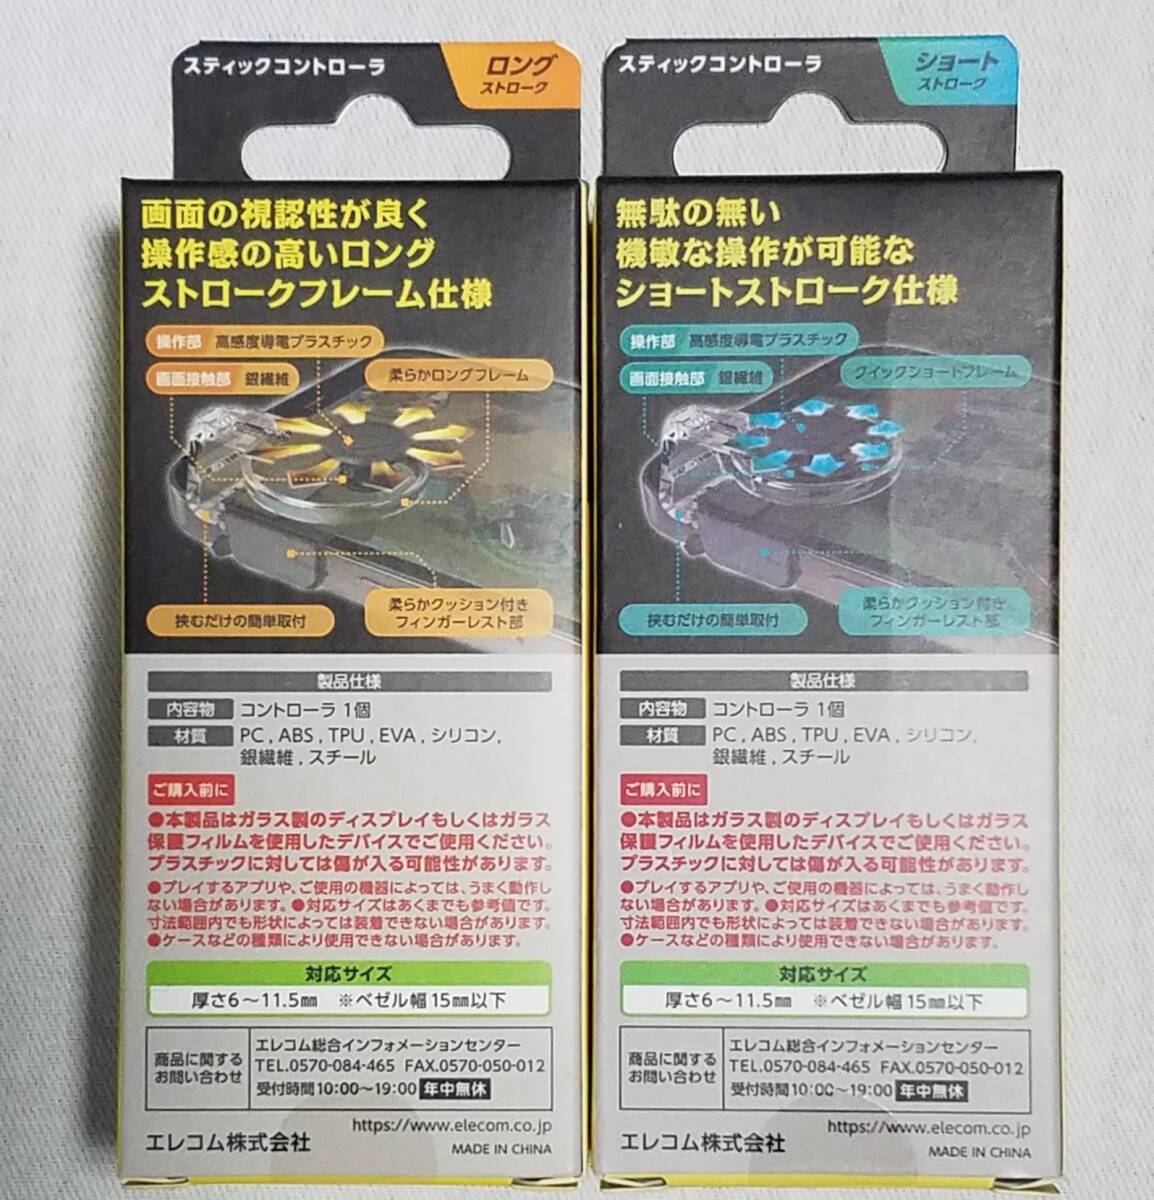 スティックコントローラ
ロング
ストローク
画面の視認性が良く
操作感の高いロング
ストロークフレーム仕様
操作部 高感度導電プラスチック
画面接触部 銀繊維
柔らかロングフレーム
挟むだけの簡単取付
柔らかクッション付き
フィンガーレスト部
製品仕様
内容物 コントローラ 1個
材質 PC , ABS , TPU , EVA , シリコン,
銀繊維 , スチール
ご購入前に
●本製品はガラス製のディスプレイもしくはガラス
保護フィルムを使用したデバイスでご使用ください。
プラスチックに対しては傷が入る可能性があります。
●プレイするアプリや、ご使用の機器によっては、うまく動作し
ない場合があります。●対応サイズはあくまでも参考値です。
寸法範囲内でも形状によっては装着できない場合があります。
●ケースなどの種類により使用できない場合があります。
対応サイズ
厚さ6～11.5㎜ ※ベゼル幅15㎜以下
商品に関する
お問い合わせ
エレコム総合インフォメーションセンター
TEL.0570-084-465 FAX.0570-050-012
受付時間10:00～19:00 年中無休
エレコム株式会社
https://www.elecom.co.jp
MADE IN CHINA
スティックコントローラ
ショート
ストローク
無駄の無い
機敏な操作が可能な
ショートストローク仕様
操作部 高感度導電プラスチック
画面接触部 銀繊維
クイックショートフレーム
挟むだけの簡単取付
柔らかクッション付き
フィンガーレスト部
製品仕様
内容物 コントローラ 1個
材質 PC , ABS , TPU , EVA , シリコン,
銀繊維 , スチール
ご購入前に
●本製品はガラス製のディスプレイもしくはガラス
保護フィルムを使用したデバイスでご使用ください。
プラスチックに対しては傷が入る可能性があります。
●プレイするアプリや、ご使用の機器によっては、うまく動作し
ない場合があります。●対応サイズはあくまでも参考値です。
寸法範囲内でも形状によっては装着できない場合があります。
●ケースなどの種類により使用できない場合があります。
対応サイズ
厚さ6～11.5㎜ ※ベゼル幅15㎜以下
商品に関する
お問い合わせ
エレコム総合インフォメーションセンター
TEL.0570-084-465 FAX.0570-050-012
受付時間10:00～19:00 年中無休
エレコム株式会社
https://www.elecom.co.jp
MADE IN CHINA